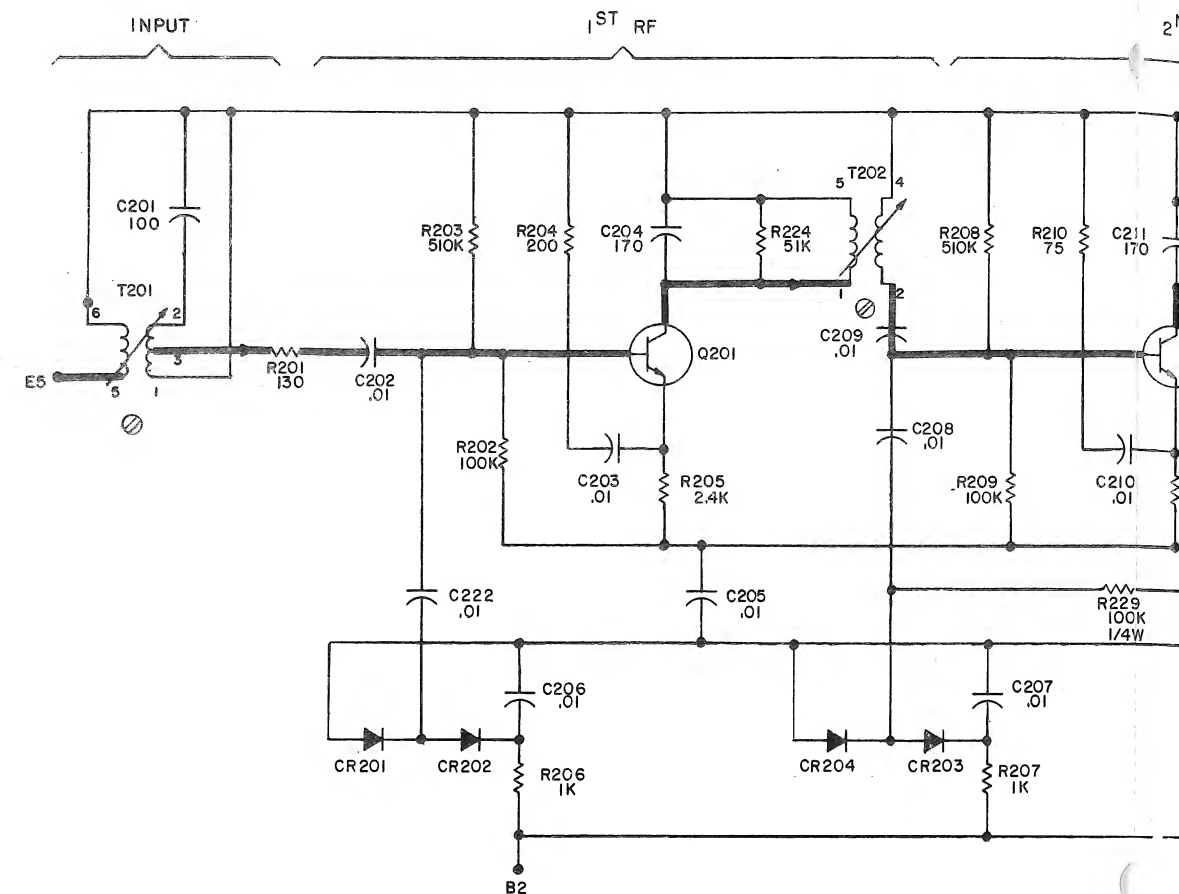 INPUT
1ST RF
2N
C201
100
T201
6
2
3
5
1
E5
R201
130
C202
.01
R203
510K
R204
200
C204
170
R224
51K
5
T202
4
1
2
R208
510K
R210
75
C211
170
Q201
C209
.01
R202
100K
C203
.01
R205
2.4K
C208
.01
R209
100K
C210
.01
C222
.01
C205
.01
R229
100K
1/4W
C206
.01
C207
.01
CR201
CR202
R206
1K
CR204
CR203
R207
1K
B2